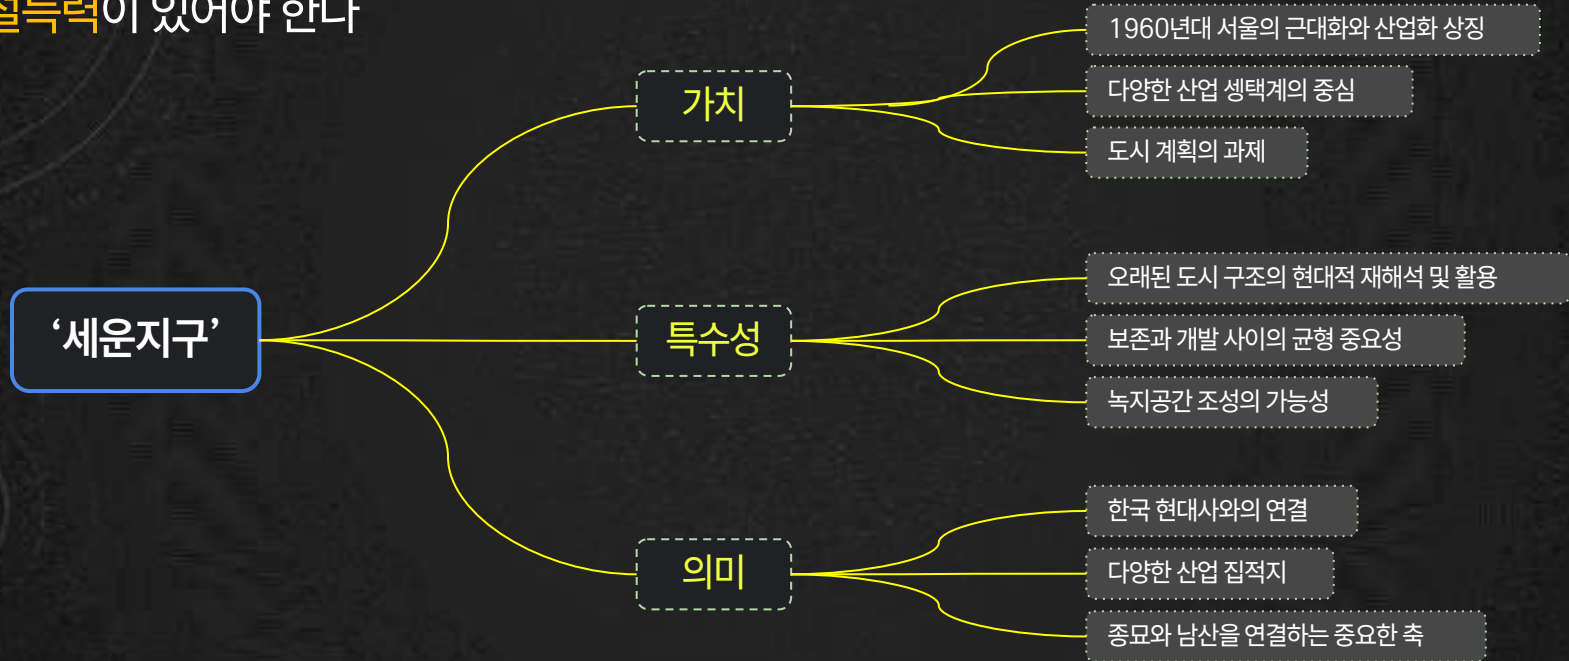 설득력이 있어야 한다
‘세운지구’
가치
1960년대 서울의 근대화와 산업화 상징
다양한 산업 셍택계의 중심
도시 계획의 과제
특수성
오래된 도시 구조의 현대적 재해석 및 활용
보존과 개발 사이의 균형 중요성
녹지공간 조성의 가능성
의미
한국 현대사와의 연결
다양한 산업 집적지
종묘와 남산을 연결하는 중요한 축